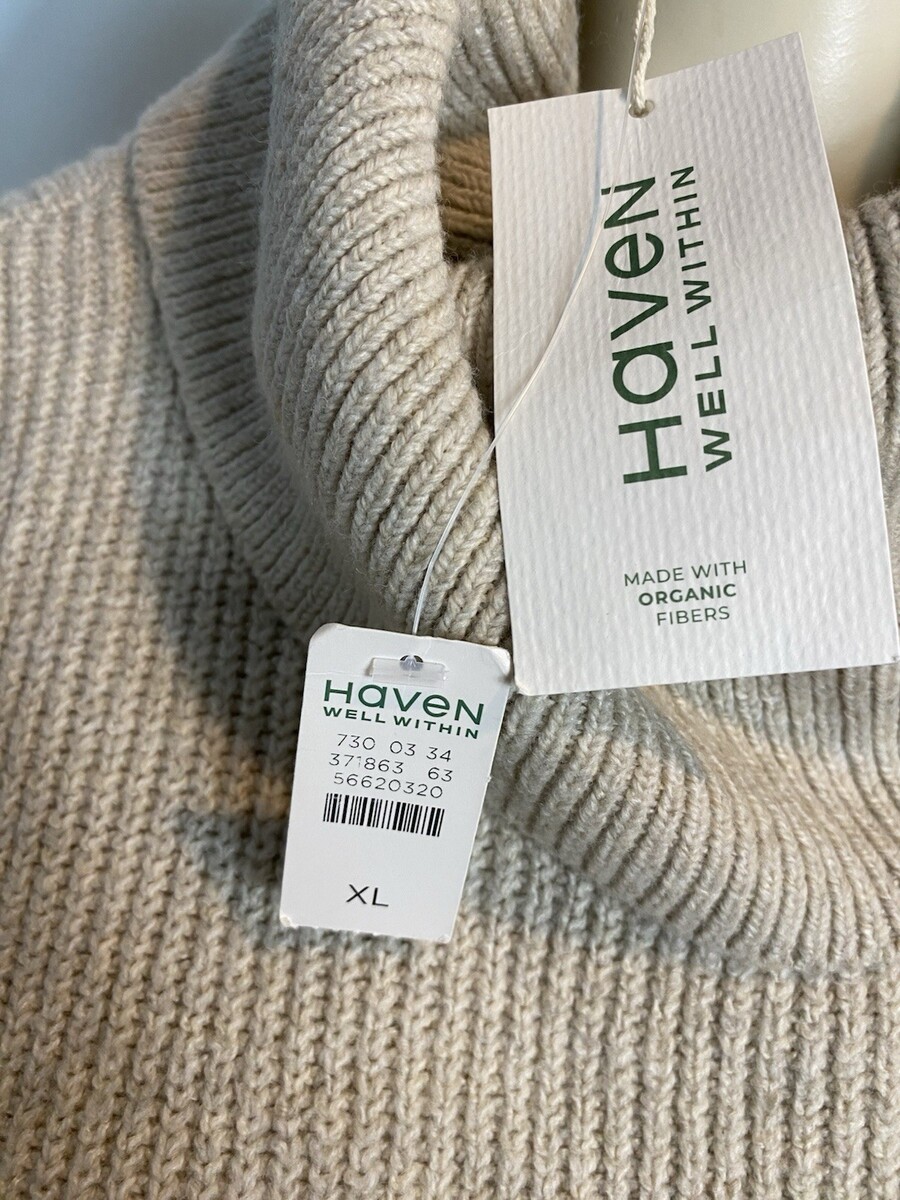 Haven
WELL WITHIN
MADE WITH
ORGANIC
FIBERS
Haven
WELL WITHIN
730 03 34
371863 63
56620320
XL